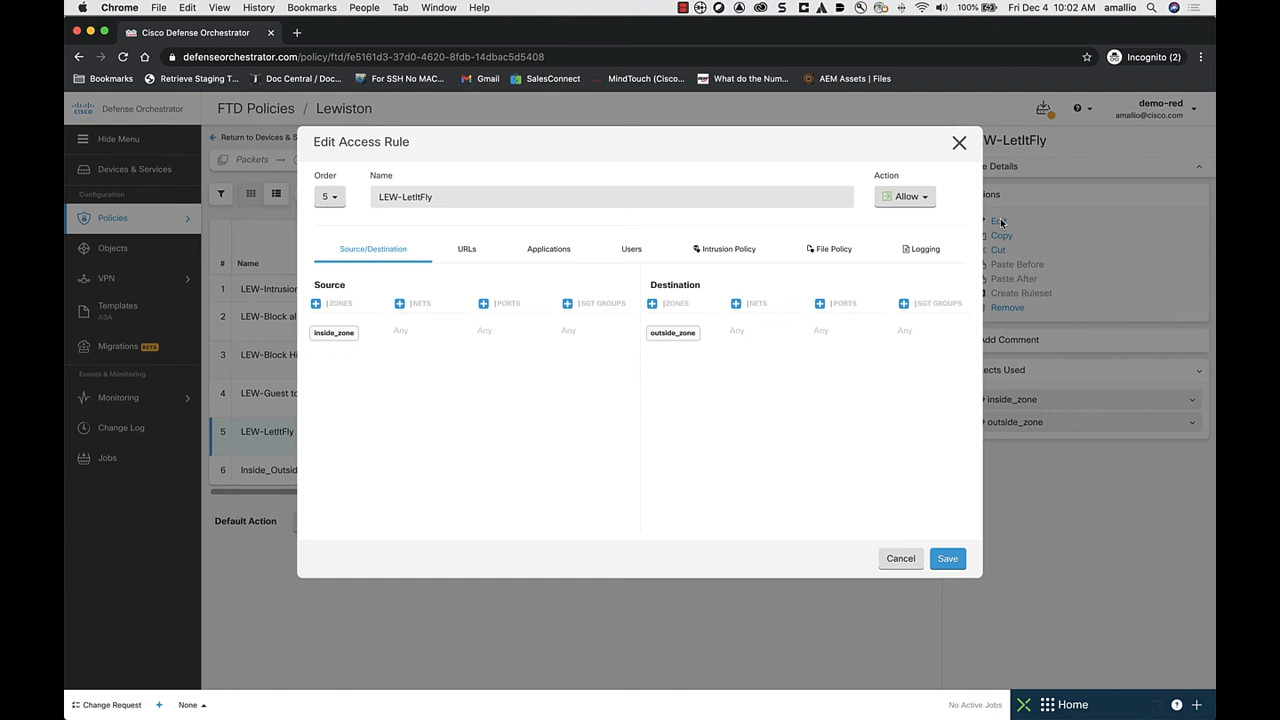 Chrome File Edit View History Bookmarks People Tab Window Help 100% Fri Dec 4 10:02 AM amallio
Cisco Defense Orchestrator
defenseorchestrator.com/policy/ftd/fe5161d3-37d0-4620-8fdb-14dbac5d5408 Incognito (2)
Bookmarks Retrieve Staging T... Doc Central / Doc... For SSH No MAC... Gmail SalesConnect MindTouch (Cisco... What do the Num... AEM Assets | Files
cisco Defense Orchestrator FTD Policies / Lewiston ? demo-red
amallio@cisco.com
Hide Menu Return to Devices & S
Packets →
Devices & Services
Configuration
Policies
Objects
VPN
Templates
ASA
Migrations BETA
Events & Monitoring
Monitoring
Change Log
Jobs
# Name
1 LEW-Intrusion
2 LEW-Block al
3 LEW-Block Hi
4 LEW-Guest to
5 LEW-LetItFly
6 Inside_Outsid
Default Action
Edit Access Rule
Order Name Action
5 LEW-LetItFly Allow
Source/Destination URLs Applications Users Intrusion Policy File Policy Logging
Source Destination
ZONES NETS PORTS SGT GROUPS ZONES NETS PORTS SGT GROUPS
inside_zone Any Any Any outside_zone Any Any Any
Cancel Save
EW-LetItFly
e Details
ions
Copy
Cut
Paste Before
Paste After
Create Ruleset
Remove
Add Comment
ects Used
inside_zone
outside_zone
Change Request + None No Active Jobs Home ? +